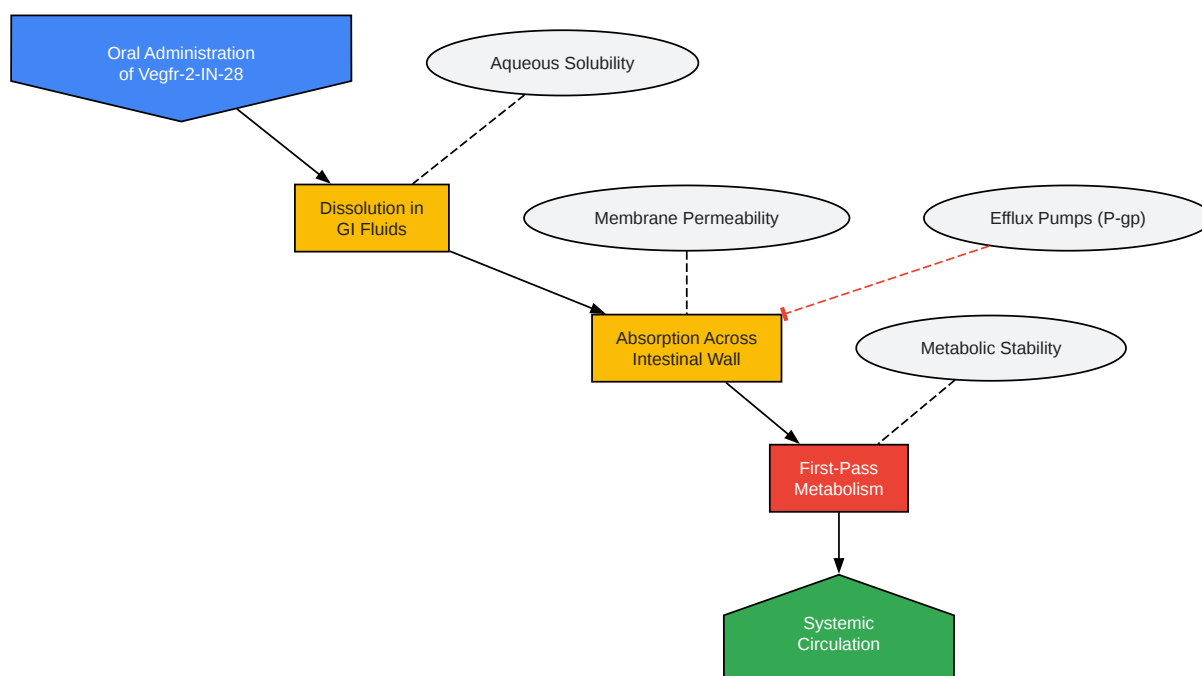 Oral Administration
of Vegfr-2-IN-28
Aqueous Solubility
Dissolution in
GI Fluids
Membrane Permeability
Efflux Pumps (P-gp)
Absorption Across
Intestinal Wall
Metabolic Stability
First-Pass
Metabolism
Systemic
Circulation